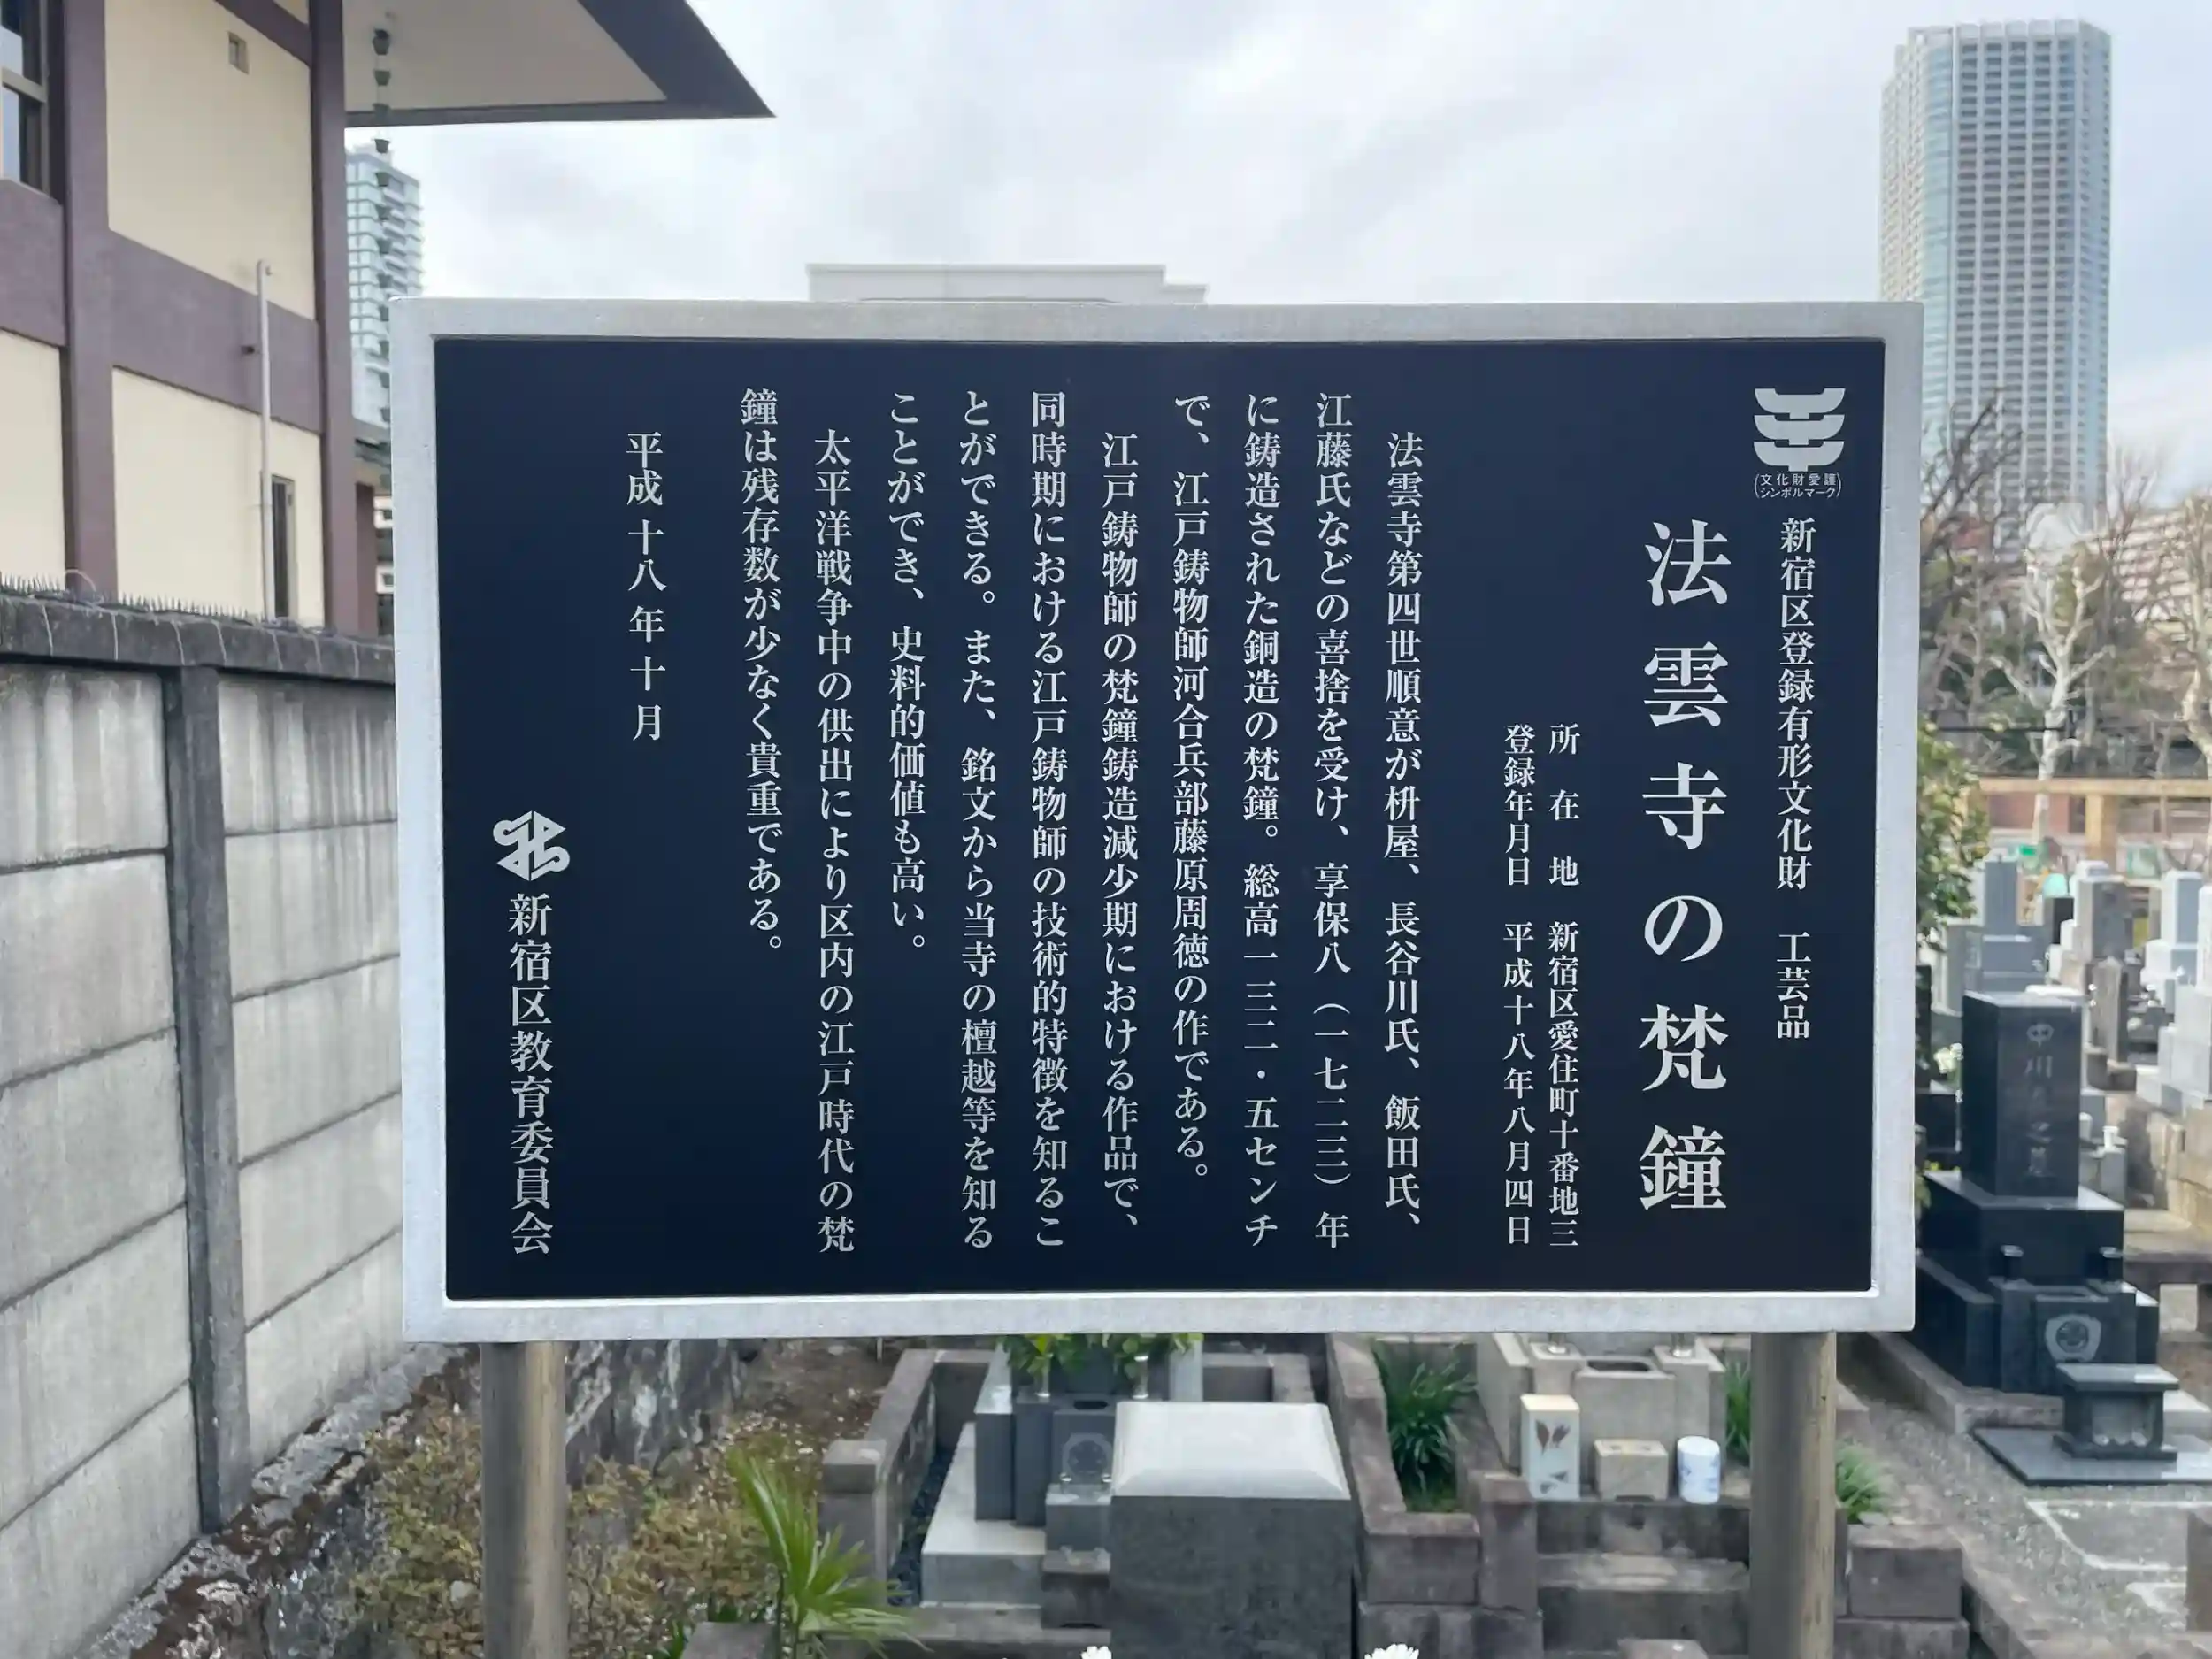 文化財愛護
シンボルマーク
新宿区登録有形文化財　工芸品
法雲寺の梵鐘
所在地　新宿区愛住町十番地三
登録年月日　平成十八年八月四日
法雲寺第四世順意が枡屋、長谷川氏、飯田氏、
江藤氏などの喜捨を受け、享保八（一七二三）年
に鋳造された銅造の梵鐘。総高一三二・五センチ
で、江戸鋳物師河合兵部藤原周徳の作である。
江戸鋳物師の梵鐘鋳造減少期における作品で、
同時期における江戸鋳物師の技術的特徴を知るこ
とができる。また、銘文から当寺の檀越等を知る
ことができ、史料的価値も高い。
太平洋戦争中の供出により区内の江戸時代の梵
鐘は残存数が少なく貴重である。
平成十八年十月
新宿区教育委員会